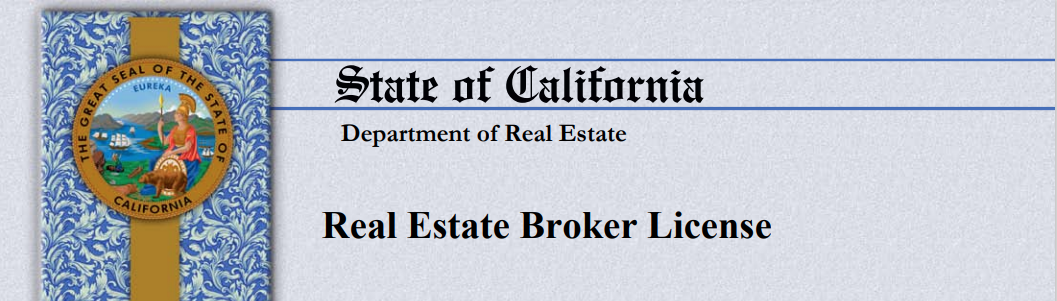 THE GREAT SEAL OF THE STATE OF CALIFORNIA
EUREKA
State of California
Department of Real Estate
Real Estate Broker License